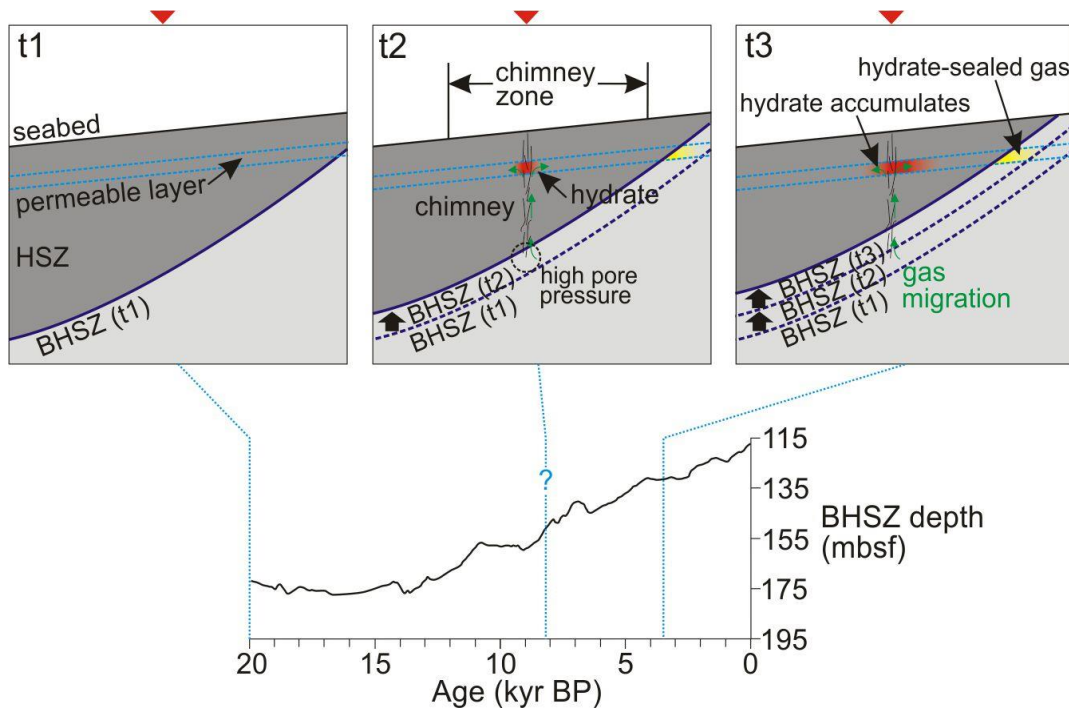 t1
seabed
permeable layer
HSZ
BHSZ (t1)
t2
chimney
zone
chimney
hydrate
high pore
pressure
BHSZ (t2)
BHSZ (t1)
t3
hydrate-sealed gas
hydrate accumulates
gas
migration
BHSZ (t3)
BHSZ (t2)
BHSZ (t1)
?
115
135
155
175
195
BHSZ depth
(mbsf)
20
15
10
5
0
Age (kyr BP)